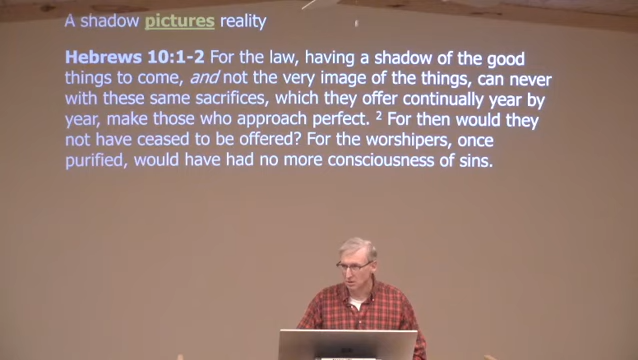 A shadow pictures reality
Hebrews 10:1-2 For the law, having a shadow of the good
things to come, and not the very image of the things, can never
with these same sacrifices, which they offer continually year by
year, make those who approach perfect. ² For then would they
not have ceased to be offered? For the worshipers, once
purified, would have had no more consciousness of sins.